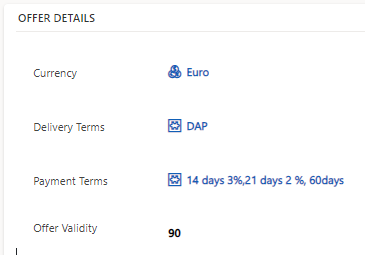 OFFER DETAILS
Currency Euro
Delivery Terms DAP
Payment Terms 14 days 3%,21 days 2 %, 60days
Offer Validity 90